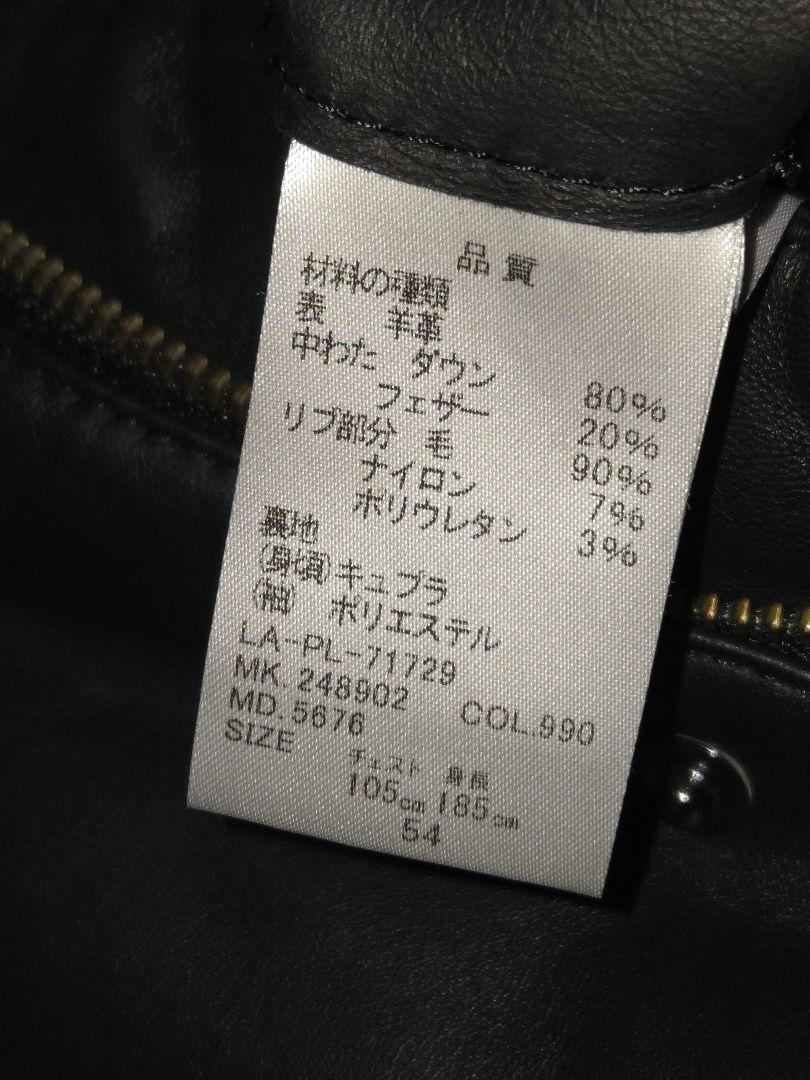 品質
材料の種類
表 羊革
中わた ダウン 80%
フェザー 20%
リブ部分 毛 90%
ナイロン 7%
ポリウレタン 3%
裏地
(身頃)キュプラ
(袖) ポリエステル
LA-PL-71729
MK.248902 COL.990
MD.5676
SIZE チェスト 身長
105cm 185cm
54